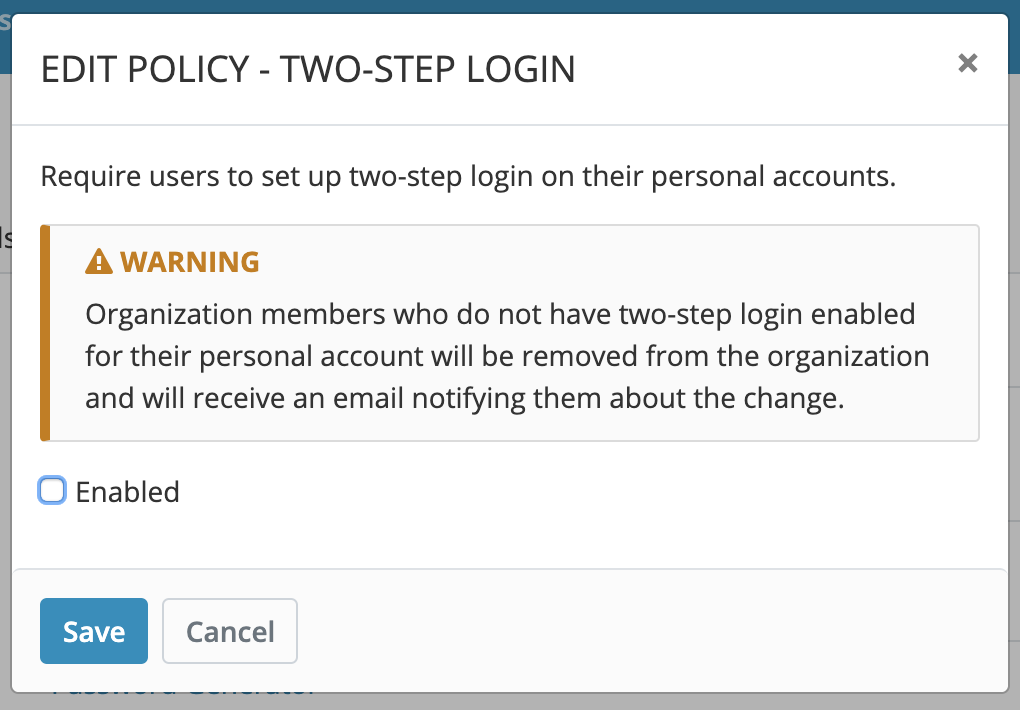 EDIT POLICY - TWO-STEP LOGIN
Require users to set up two-step login on their personal accounts.
WARNING
Organization members who do not have two-step login enabled
for their personal account will be removed from the organization
and will receive an email notifying them about the change.
Enabled
Save
Cancel
Password Generator